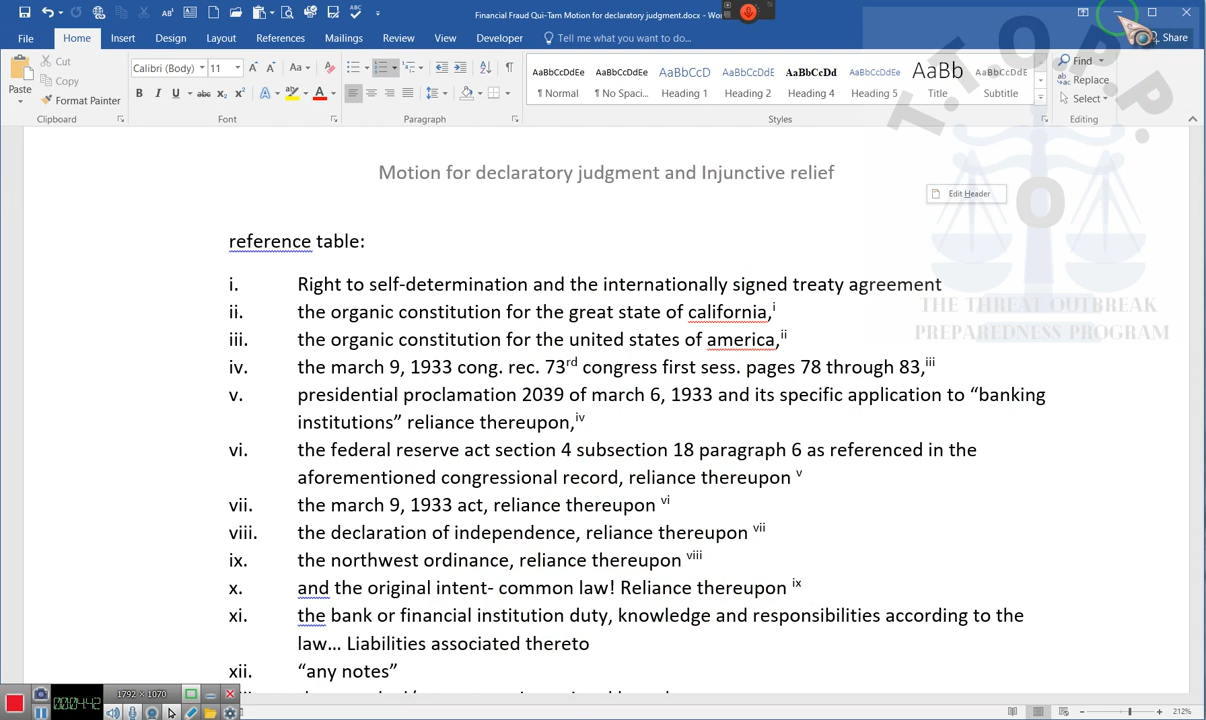 Financial Fraud Qui-Tam Motion for declaratory judgment.docx - Wor
File Home Insert Design Layout References Mailings Review View Developer Tell me what you want to do... Share
Paste Cut Copy Format Painter
Calibri (Body) 11
AaBbCcDdEe AaBbCcDdEe AaBbCcD AaBbCcDdE AaBbCcDd AaBbCcDdEe AaBb AaBbCcDdEe
¶ Normal ¶ No Spaci... Heading 1 Heading 2 Heading 4 Heading 5 Title Subtitle
Find
Replace
Select
Clipboard Font Paragraph Styles Editing
T.T.O.P.P.
Motion for declaratory judgment and Injunctive relief
Edit Header
reference table:
i. Right to self-determination and the internationally signed treaty agreement
ii. the organic constitution for the great state of california,i
iii. the organic constitution for the united states of america,ii
iv. the march 9, 1933 cong. rec. 73rd congress first sess. pages 78 through 83,iii
v. presidential proclamation 2039 of march 6, 1933 and its specific application to “banking
institutions” reliance thereupon,iv
vi. the federal reserve act section 4 subsection 18 paragraph 6 as referenced in the
aforementioned congressional record, reliance thereupon v
vii. the march 9, 1933 act, reliance thereupon vi
viii. the declaration of independence, reliance thereupon vii
ix. the northwest ordinance, reliance thereupon viii
x. and the original intent- common law! Reliance thereupon ix
xi. the bank or financial institution duty, knowledge and responsibilities according to the
law... Liabilities associated thereto
xii. “any notes”
THE THREAT OUTBREAK
PREPAREDNESS PROGRAM
1792 × 1070
00:04:42
212%